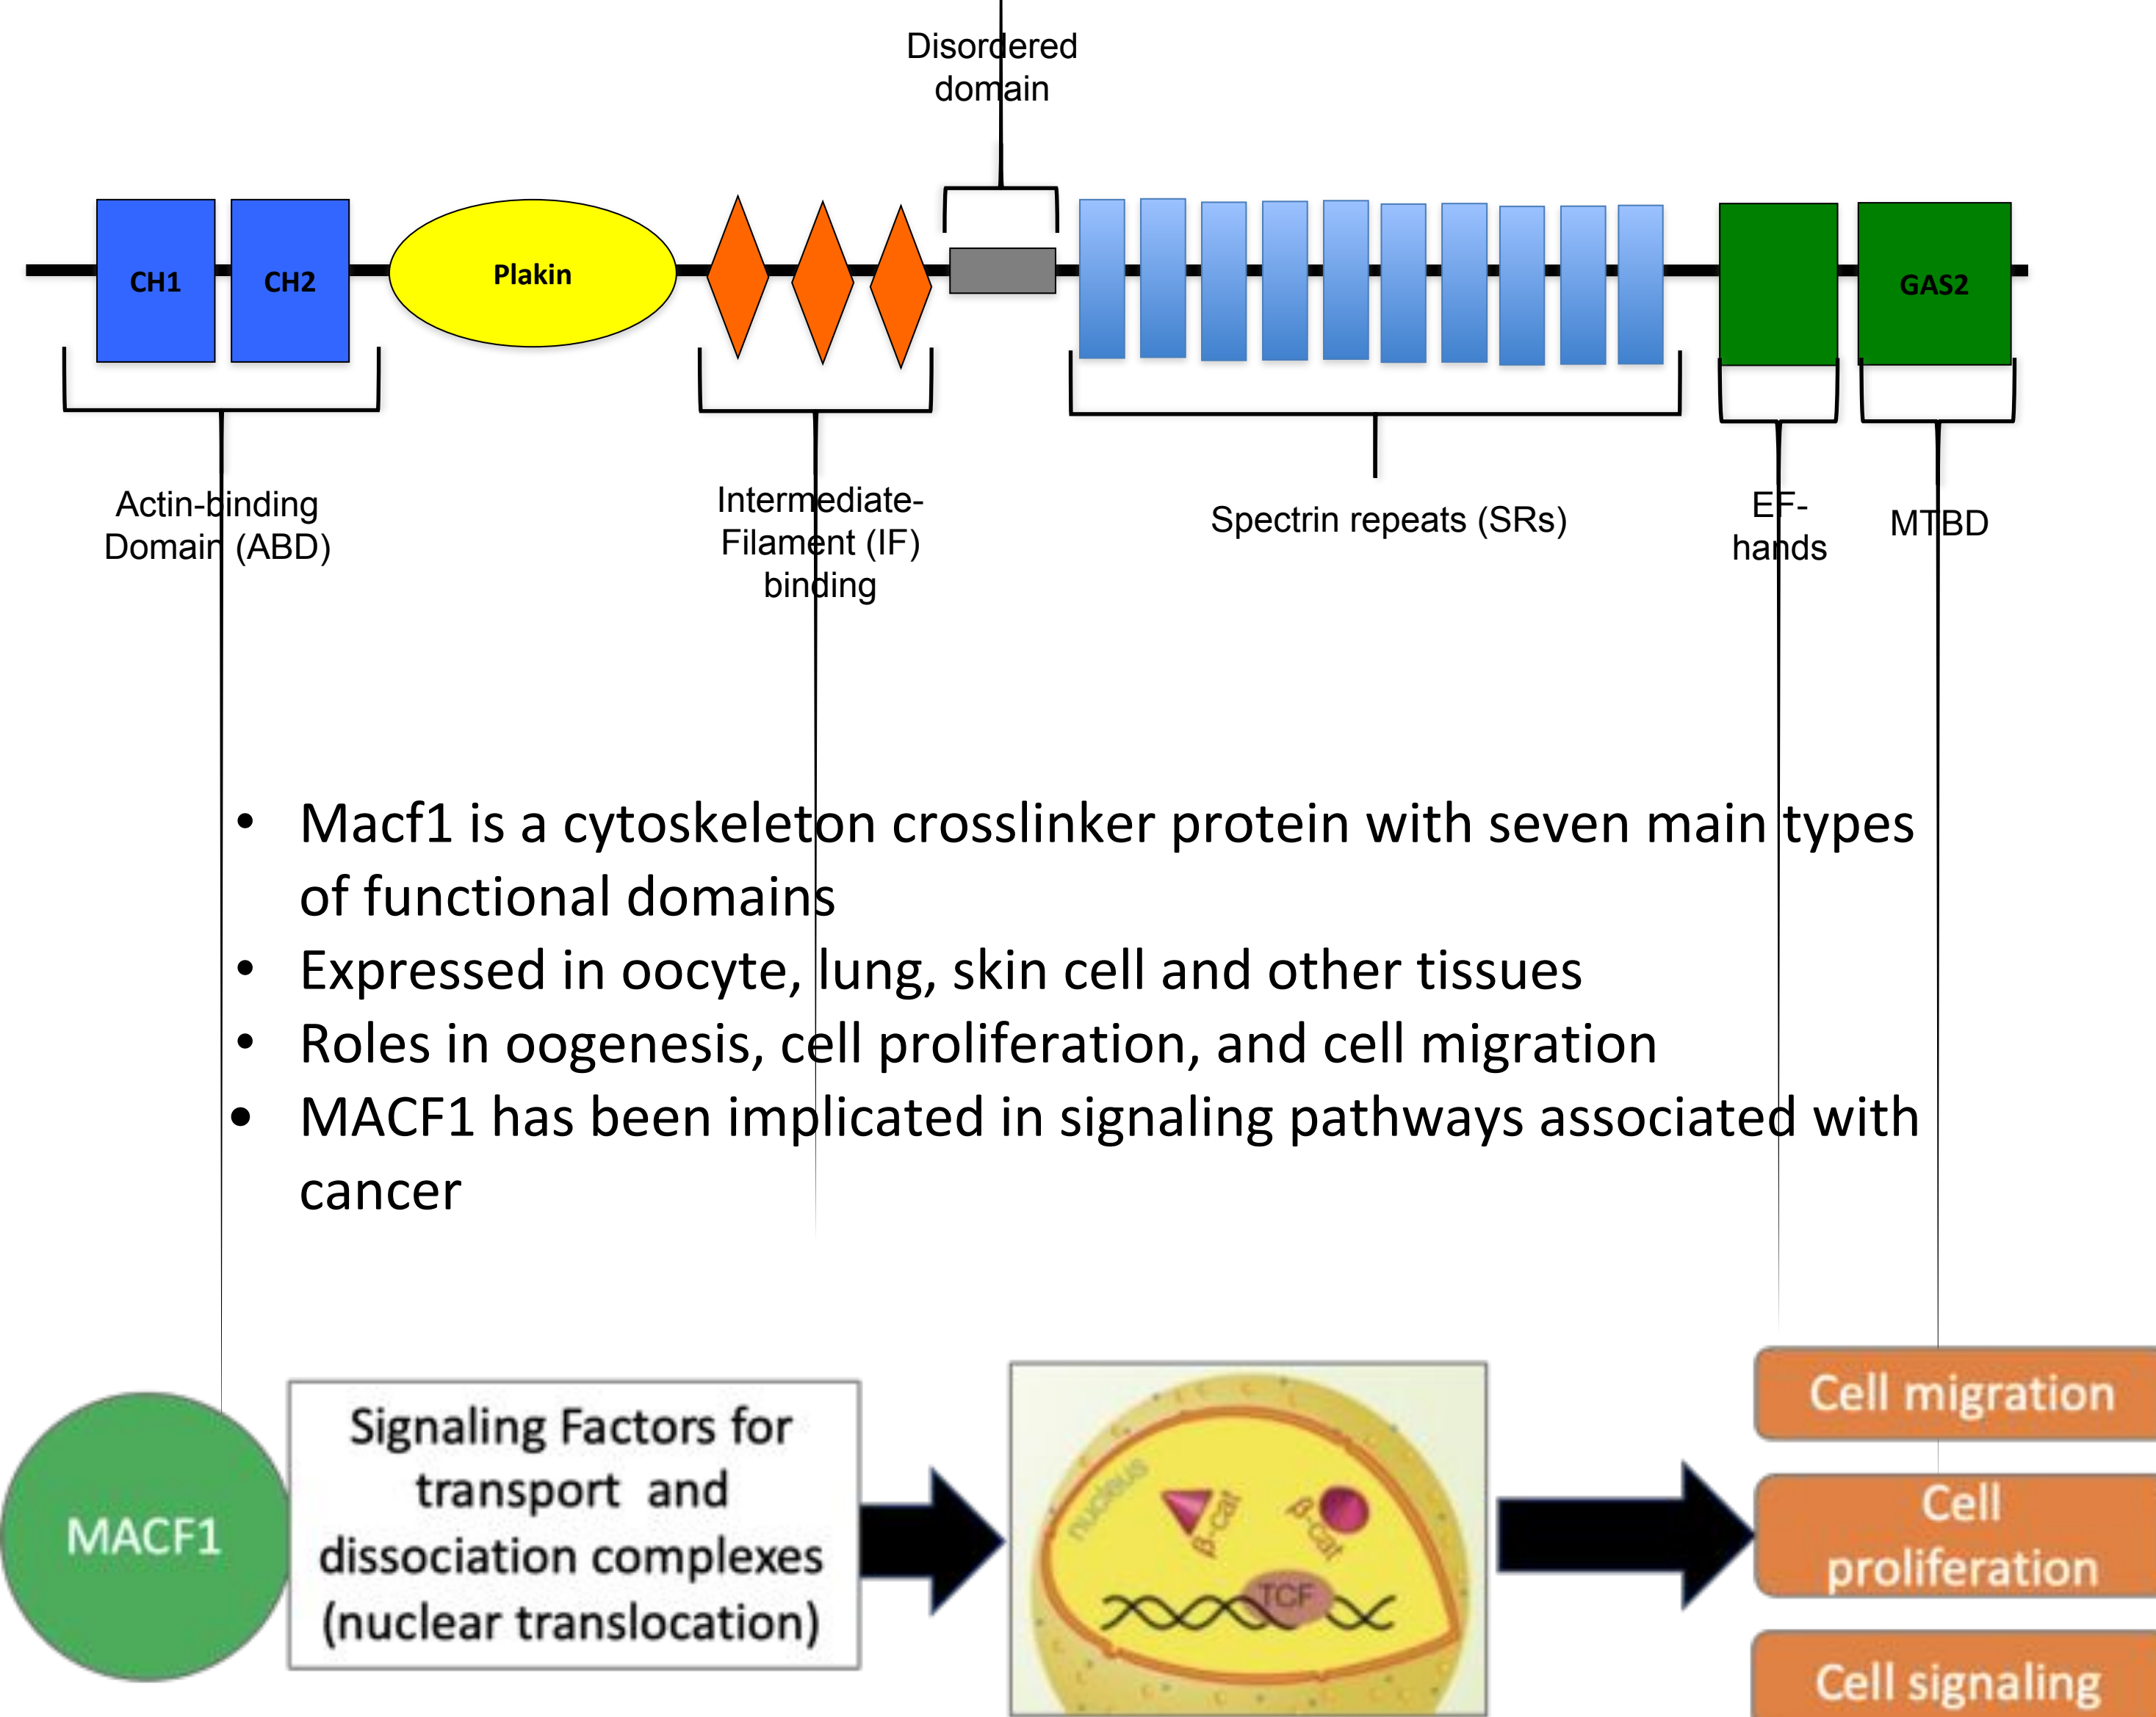 Disordered
domain
CH1
CH2
Plakin
GAS2
Actin-binding
Domain (ABD)
Intermediate-
Filament (IF)
binding
Spectrin repeats (SRs)
EF-
hands
MTBD
• Macf1 is a cytoskeleton crosslinker protein with seven main types
of functional domains
• Expressed in oocyte, lung, skin cell and other tissues
• Roles in oogenesis, cell proliferation, and cell migration
• MACF1 has been implicated in signaling pathways associated with
cancer
MACF1
Signaling Factors for
transport and
dissociation complexes
(nuclear translocation)
nucleus
β-cat
β-cat
TCF
Cell migration
Cell
proliferation
Cell signaling